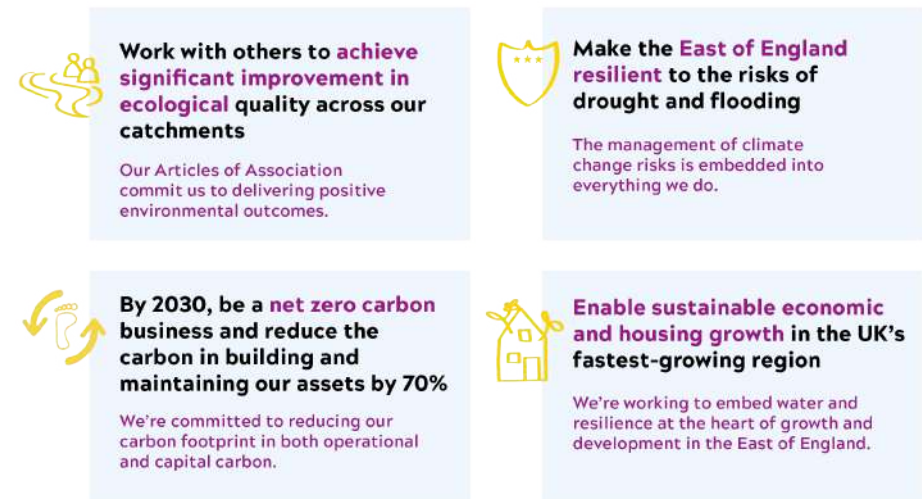 Work with others to achieve
significant improvement in
ecological quality across our
catchments
Our Articles of Association
commit us to delivering positive
environmental outcomes.
Make the East of England
resilient to the risks of
drought and flooding
The management of climate
change risks is embedded into
everything we do.
By 2030, be a net zero carbon
business and reduce the
carbon in building and
maintaining our assets by 70%
We're committed to reducing our
carbon footprint in both operational
and capital carbon.
Enable sustainable economic
and housing growth in the UK's
fastest-growing region
We're working to embed water and
resilience at the heart of growth and
development in the East of England.